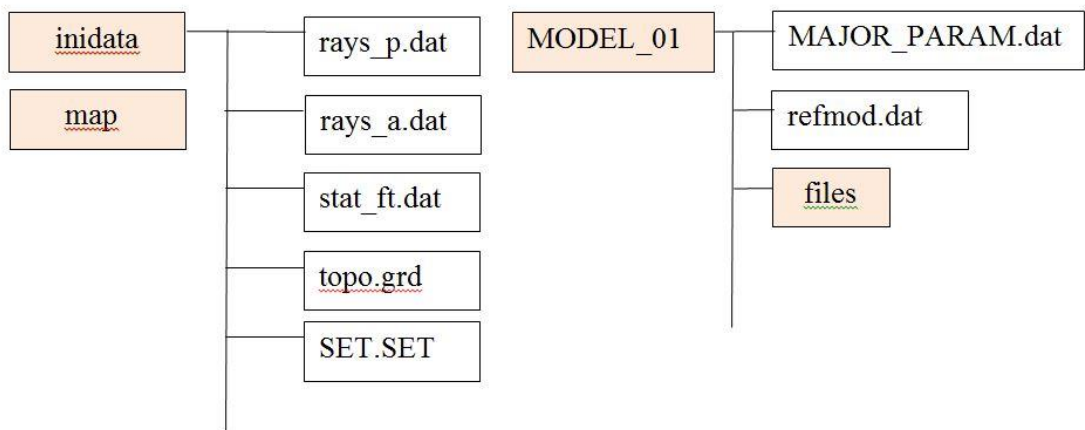 inidata
map
rays_p.dat
rays_a.dat
stat_ft.dat
topo.grd
SET.SET
MODEL_01
MAJOR_PARAM.dat
refmod.dat
files